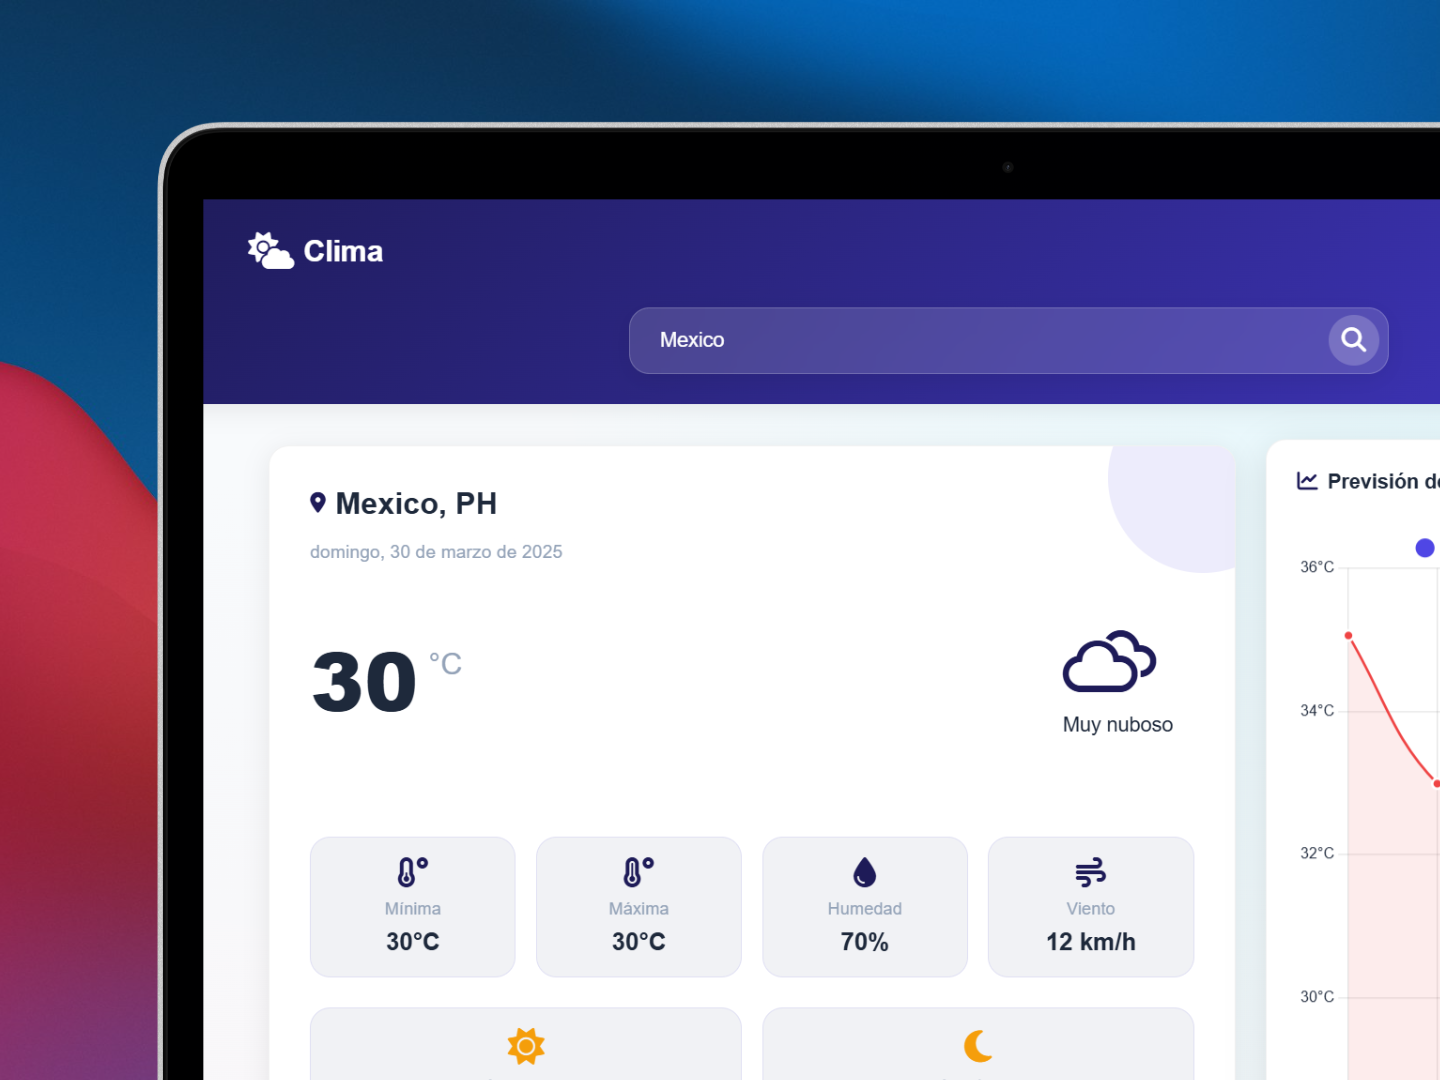 Clima
Mexico
Mexico, PH
domingo, 30 de marzo de 2025
30 °C
Muy nuboso
Mínima
30°C
Máxima
30°C
Humedad
70%
Viento
12 km/h
Previsión
36°C
34°C
32°C
30°C